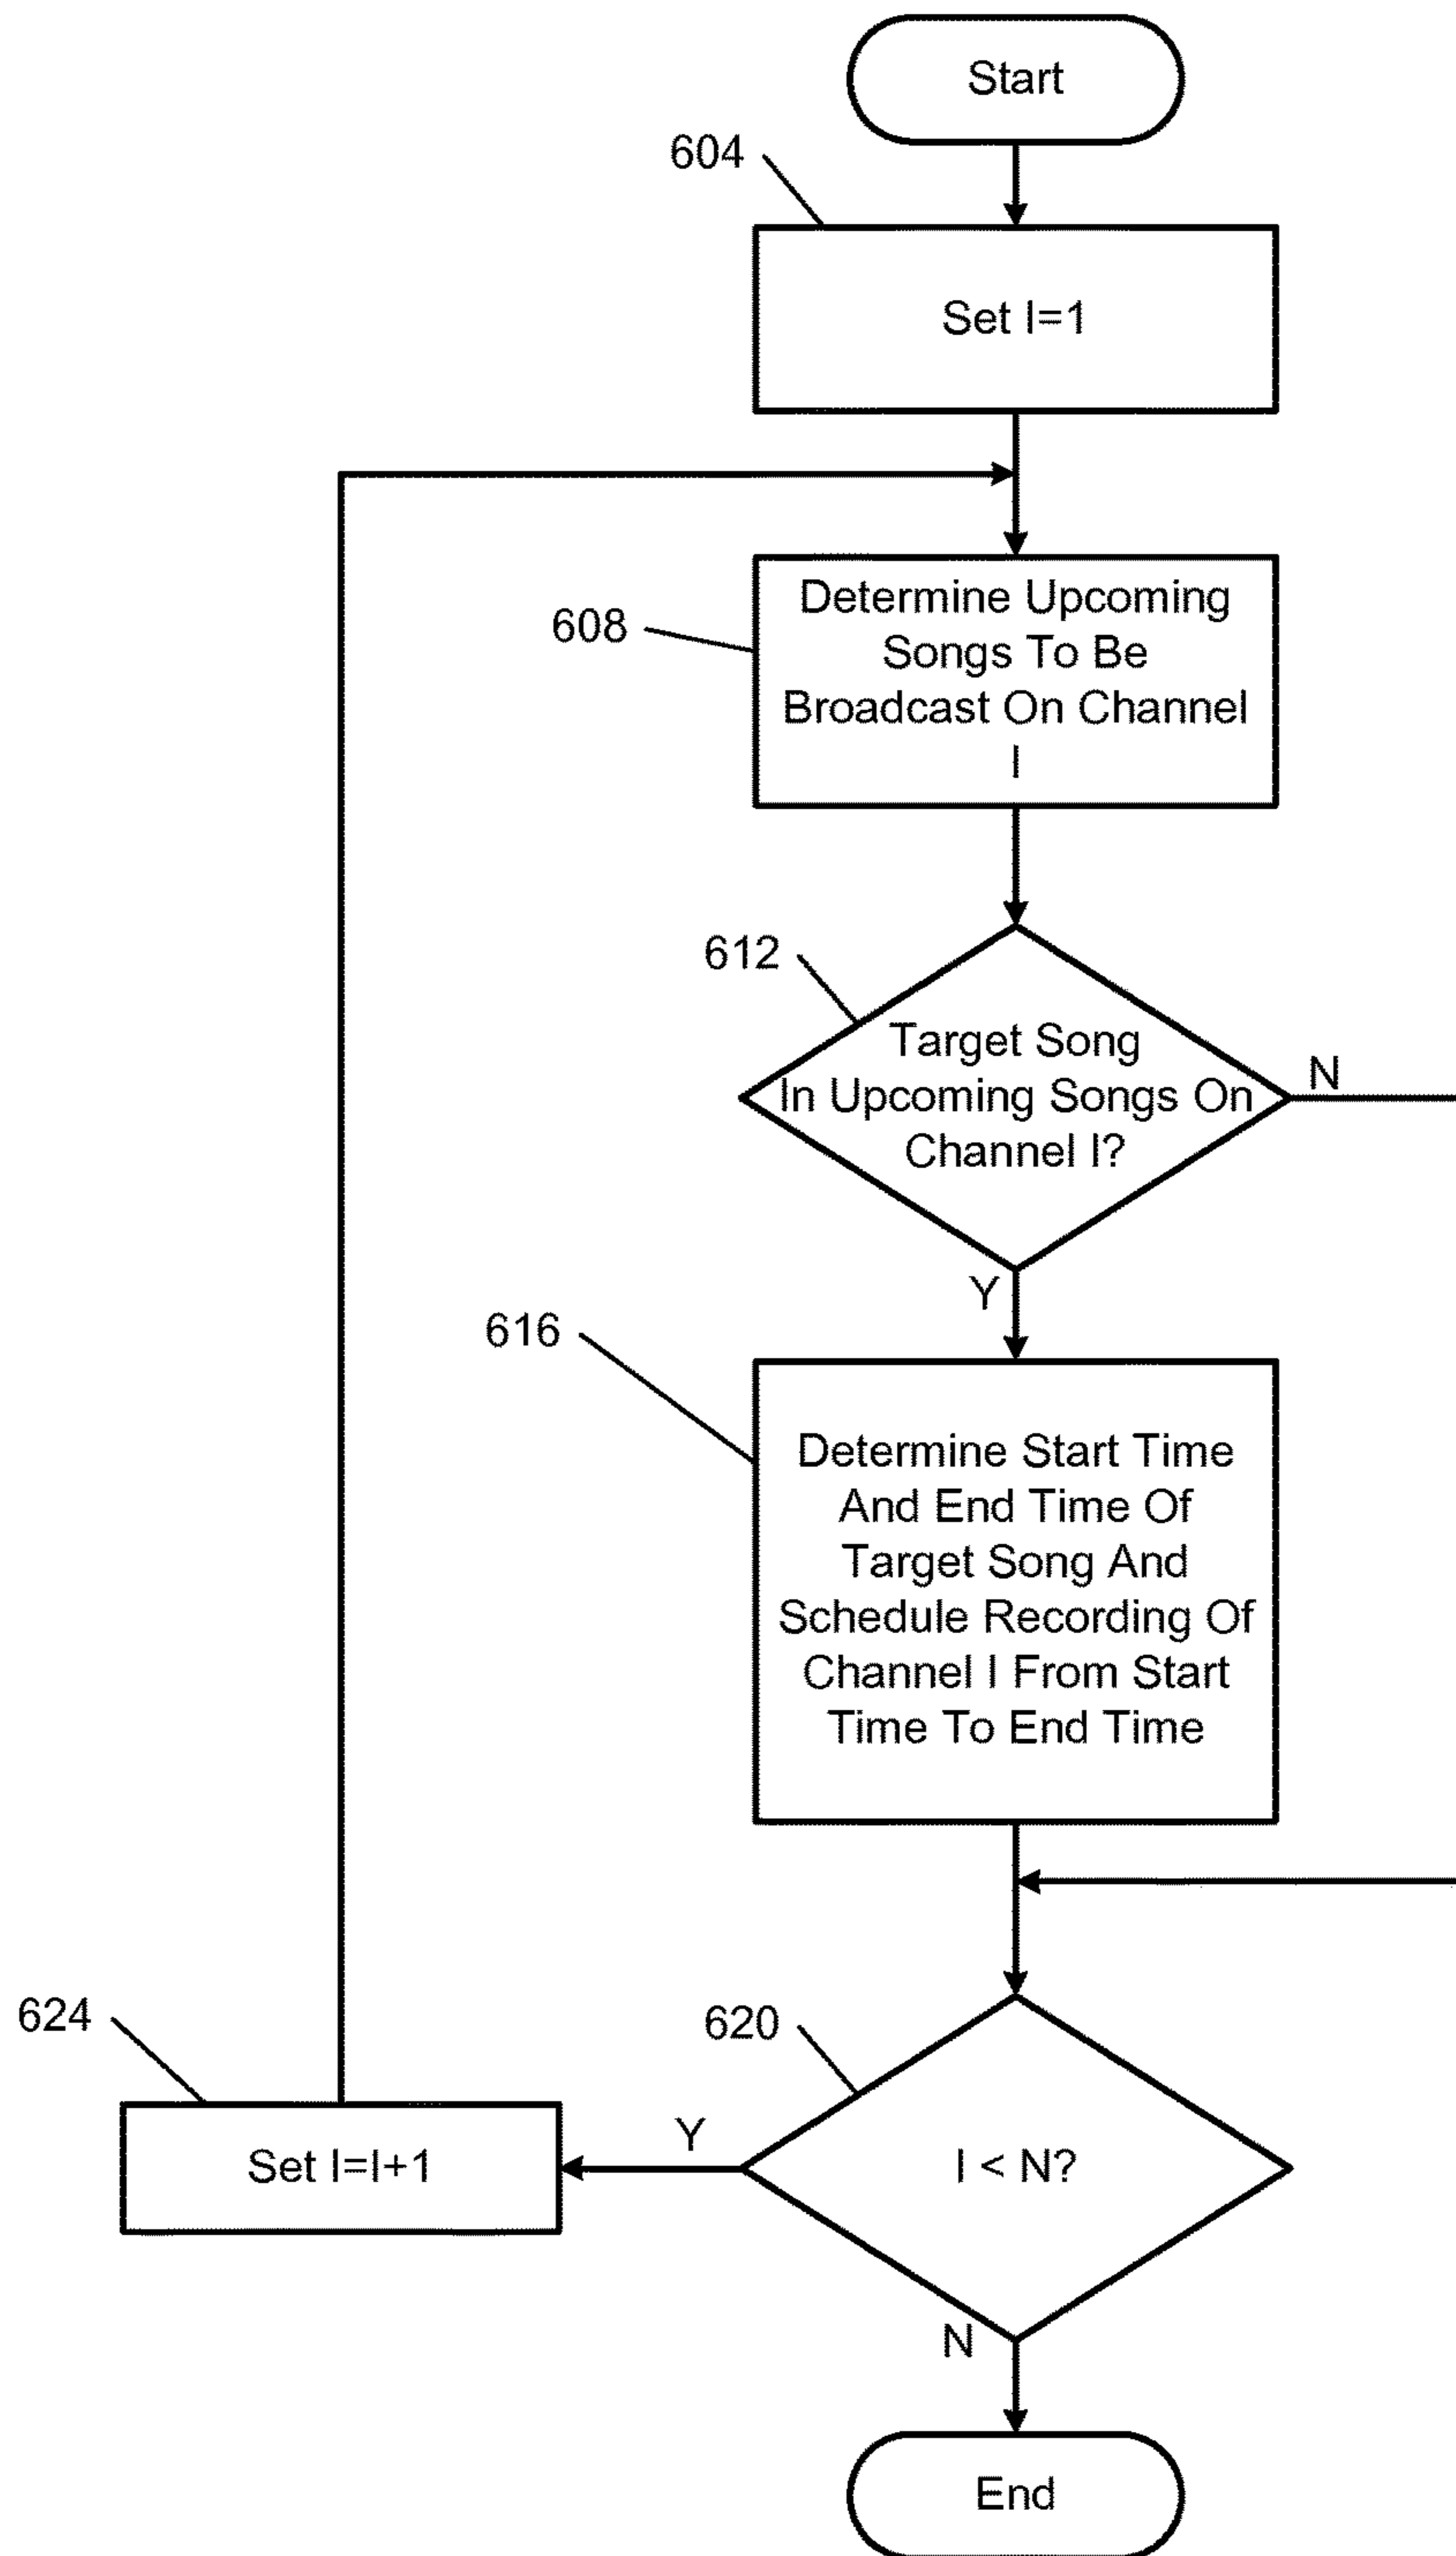 Start
604
Set I=1
608
Determine Upcoming
Songs To Be
Broadcast On Channel
I
612
Target Song
In Upcoming Songs On
Channel I?
N
Y
616
Determine Start Time
And End Time Of
Target Song And
Schedule Recording Of
Channel I From Start
Time To End Time
624
620
Set I=I+1
Y
I < N?
N
End